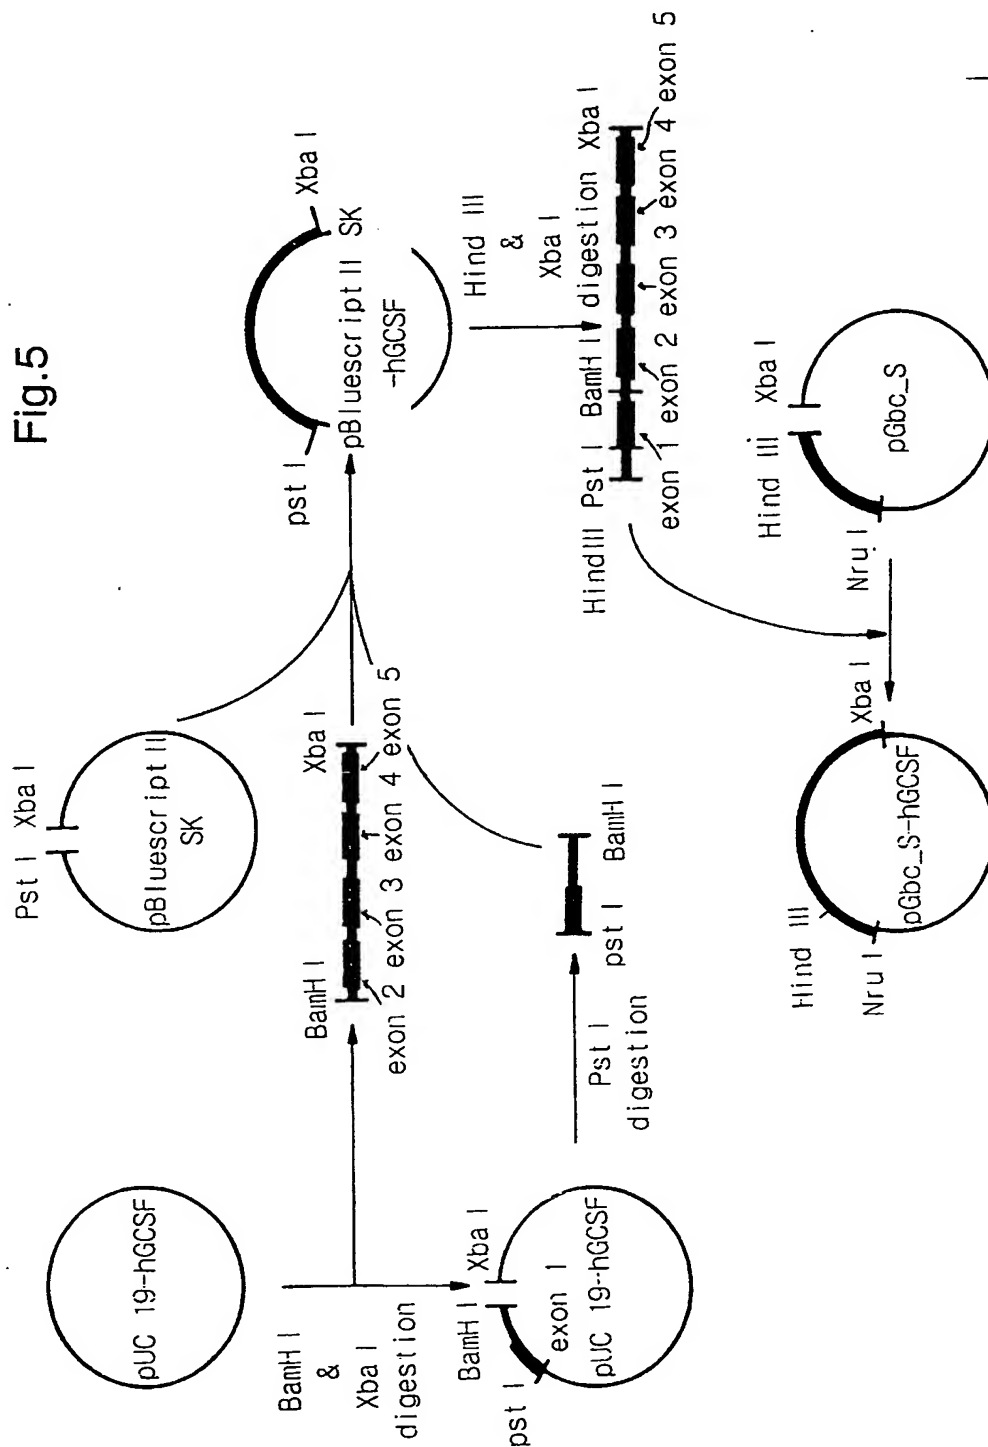 Fig.5
pUC 19-hGCSF
BamH I
&
Xba I
digestion
BamH I
Xba I
pst I
exon 1
pUC 19-hGCSF
Pst I
digestion
pst I
BamH I
BamH I
Xba I
exon 2 exon 3 exon 4 exon 5
Pst I Xba I
pBluescript II
SK
pst I
Xba I
pBluescript II SK
-hGCSF
Hind III
&
Xba I
digestion
Hind III Pst I BamH I Xba I
exon 1 exon 2 exon 3 exon 4 exon 5
Hind III Xba I
Nru I
pGbc_S
Hind III
Nru I
Xba I
pGbc_S-hGCSF